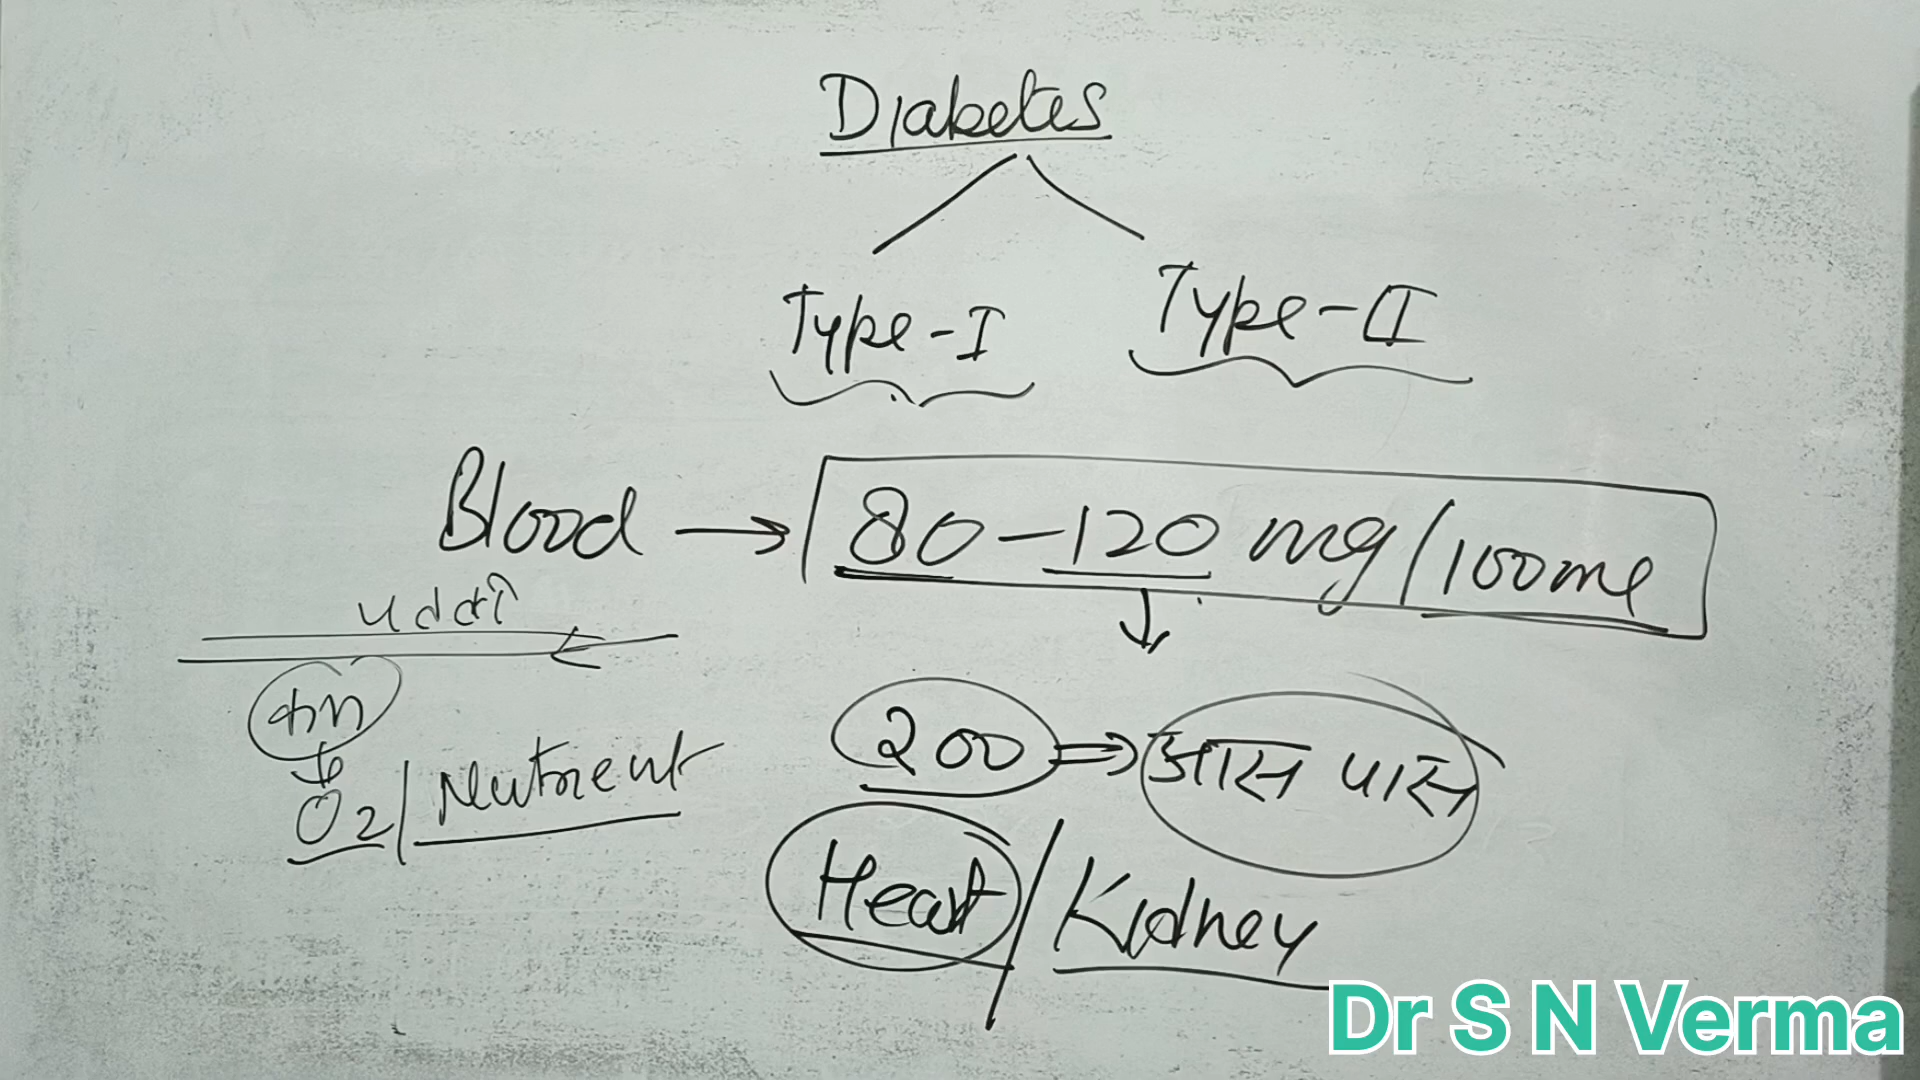 Diabetes
Type-I Type-II
Blood → 80-120 mg/100ml
पतली
कम
O2/Nutrient
200 ⇒ आस पास
Heart/Kidney
Dr S N Verma